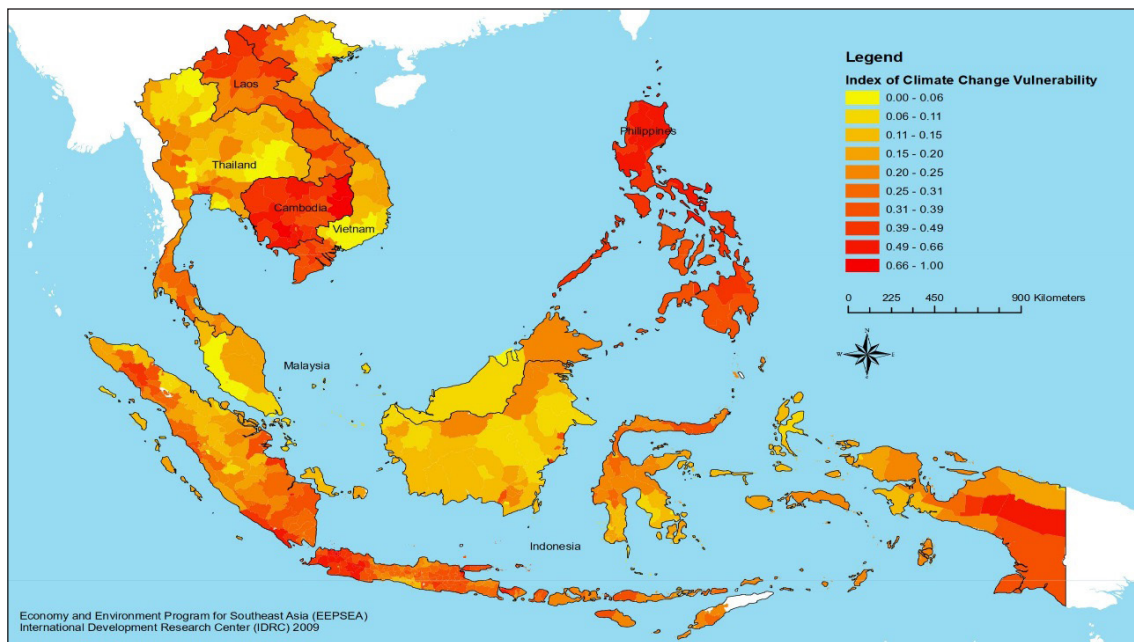 Laos
Thailand
Cambodia
Vietnam
Philippines
Malaysia
Indonesia
Legend
Index of Climate Change Vulnerability
0.00 - 0.06
0.06 - 0.11
0.11 - 0.15
0.15 - 0.20
0.20 - 0.25
0.25 - 0.31
0.31 - 0.39
0.39 - 0.49
0.49 - 0.66
0.66 - 1.00
0 225 450 900 Kilometers
N
W E
S
Economy and Environment Program for Southeast Asia (EEPSEA)
International Development Research Center (IDRC) 2009